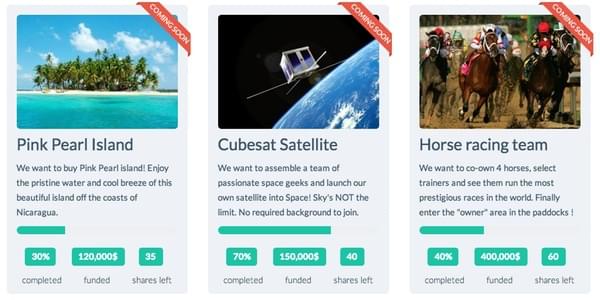 COMING SOON
Pink Pearl Island
We want to buy Pink Pearl island! Enjoy
the pristine water and cool breeze of this
beautiful island off the coasts of
Nicaragua.
30% 120,000$ 35
completed funded shares left
COMING SOON
Cubesat Satellite
We want to assemble a team of
passionate space geeks and launch our
own satellite into Space! Sky's NOT the
limit. No required background to join.
70% 150,000$ 40
completed funded shares left
COMING SOON
Horse racing team
We want to co-own 4 horses, select
trainers and see them run the most
prestigious races in the world. Finally
enter the "owner" area in the paddocks !
40% 400,000$ 60
completed funded shares left